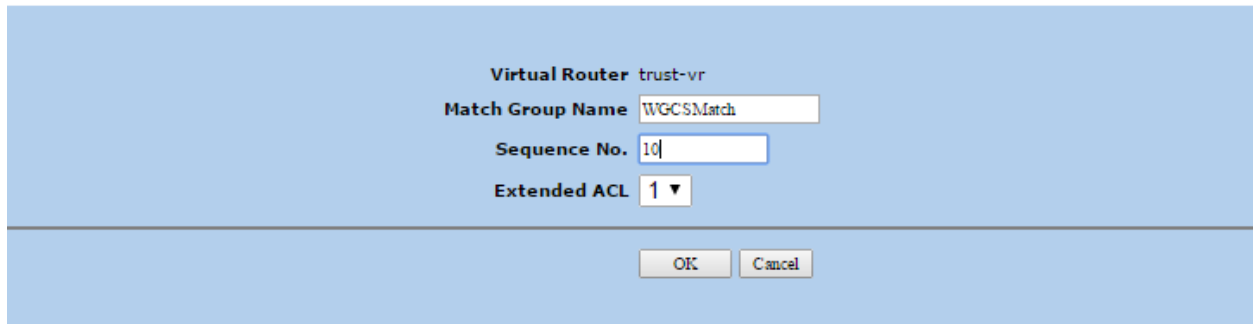 Virtual Router trust-vr
Match Group Name WGCSMatch
Sequence No. 10
Extended ACL 1
OK Cancel